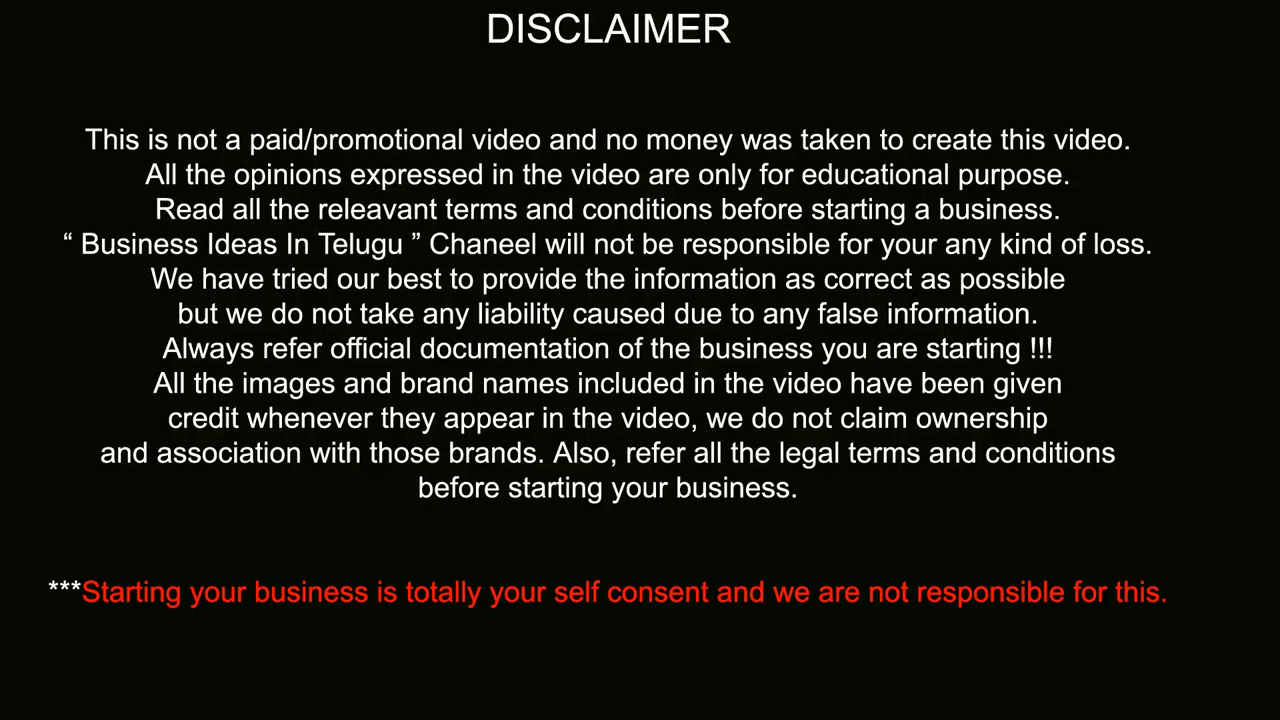 DISCLAIMER
This is not a paid/promotional video and no money was taken to create this video.
All the opinions expressed in the video are only for educational purpose.
Read all the releavant terms and conditions before starting a business.
“ Business Ideas In Telugu ” Chaneel will not be responsible for your any kind of loss.
We have tried our best to provide the information as correct as possible
but we do not take any liability caused due to any false information.
Always refer official documentation of the business you are starting !!!
All the images and brand names included in the video have been given
credit whenever they appear in the video, we do not claim ownership
and association with those brands. Also, refer all the legal terms and conditions
before starting your business.
***Starting your business is totally your self consent and we are not responsible for this.